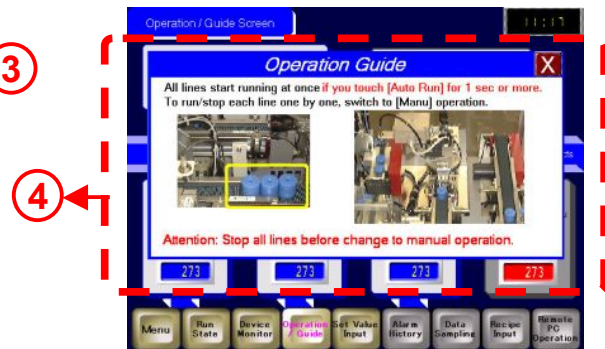 Operation / Guide Screen
11:17
3
Operation Guide
X
All lines start running at once if you touch [Auto Run] for 1 sec or more.
To run/stop each line one by one, switch to [Manu] operation.
4
Attention: Stop all lines before change to manual operation.
273
273
273
273
Menu
Run State
Device Monitor
Operation / Guide
Set Value Input
Alarm History
Data Sampling
Recipe Input
Remote PC Operation